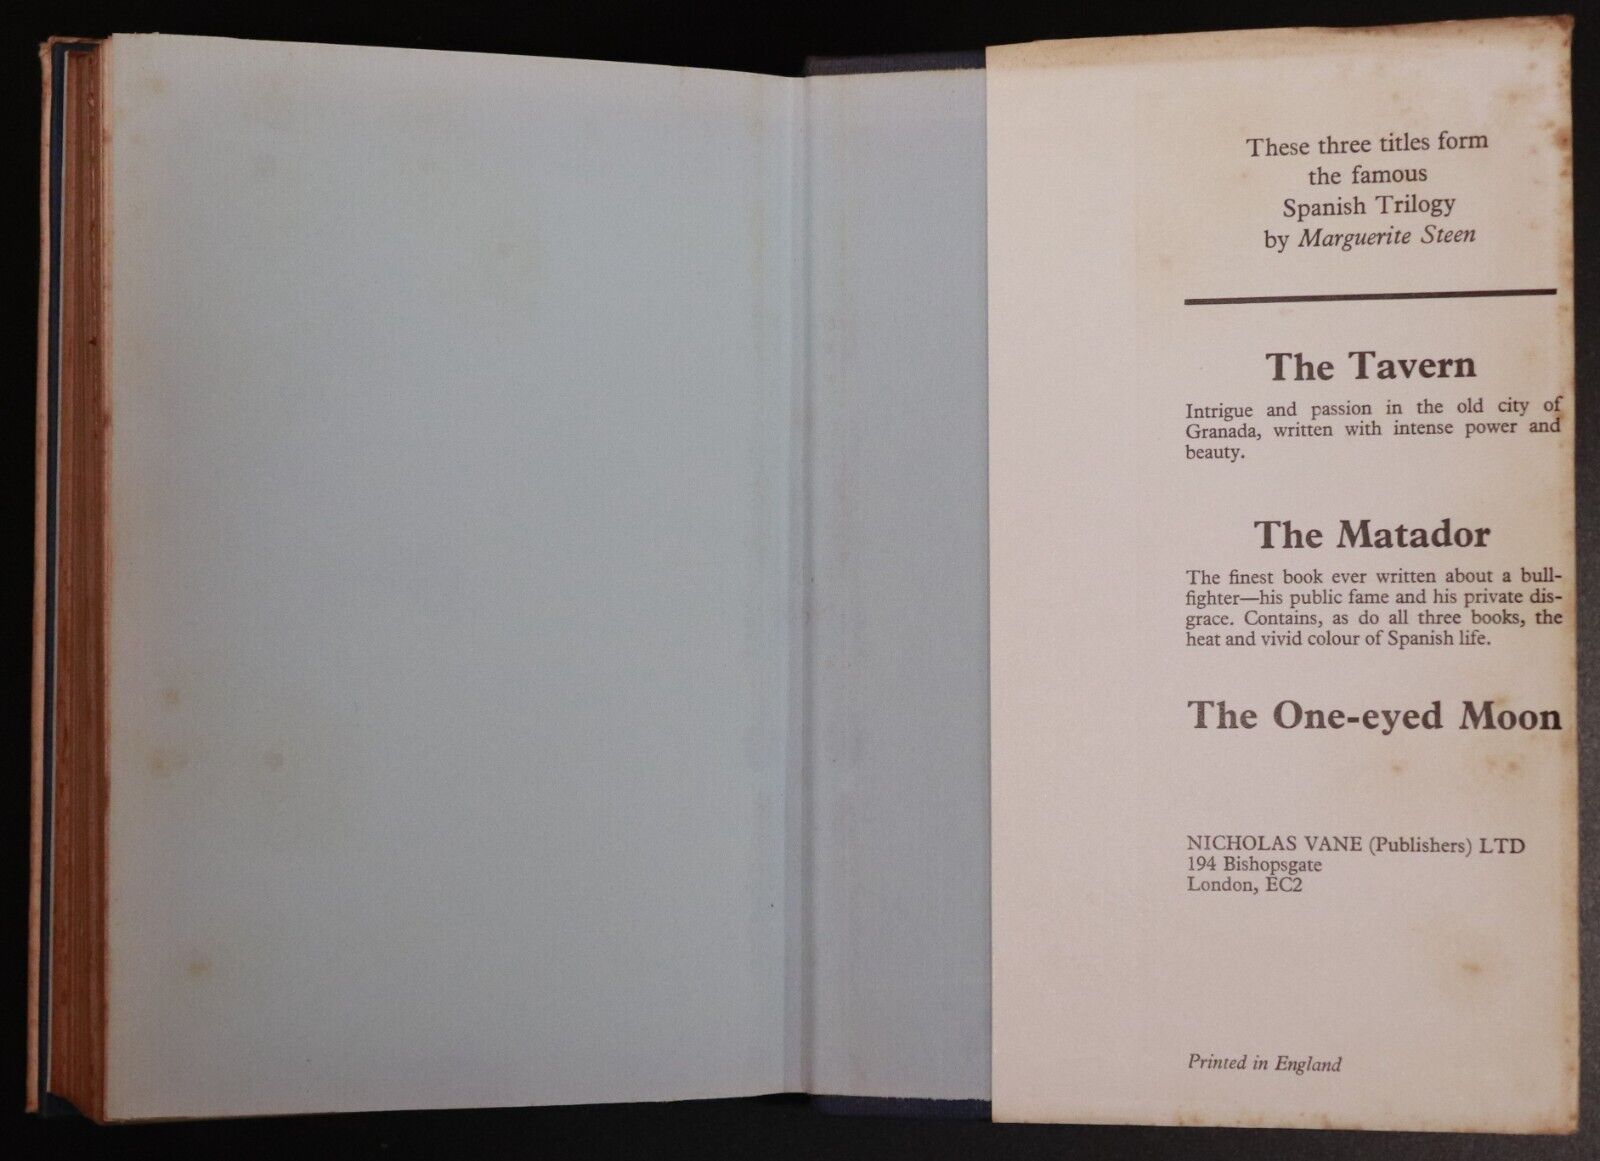 These three titles form
the famous
Spanish Trilogy
by Marguerite Steen
The Tavern
Intrigue and passion in the old city of
Granada, written with intense power and
beauty.
The Matador
The finest book ever written about a bull-
fighter—his public fame and his private dis-
grace. Contains, as do all three books, the
heat and vivid colour of Spanish life.
The One-eyed Moon
NICHOLAS VANE (Publishers) LTD
194 Bishopsgate
London, EC2
Printed in England